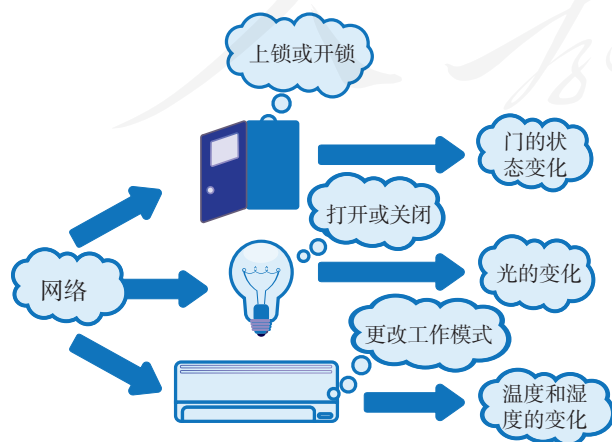 上锁或开锁
门的状
态变化
打开或关闭
网络
光的变化
更改工作模式
温度和湿
度的变化